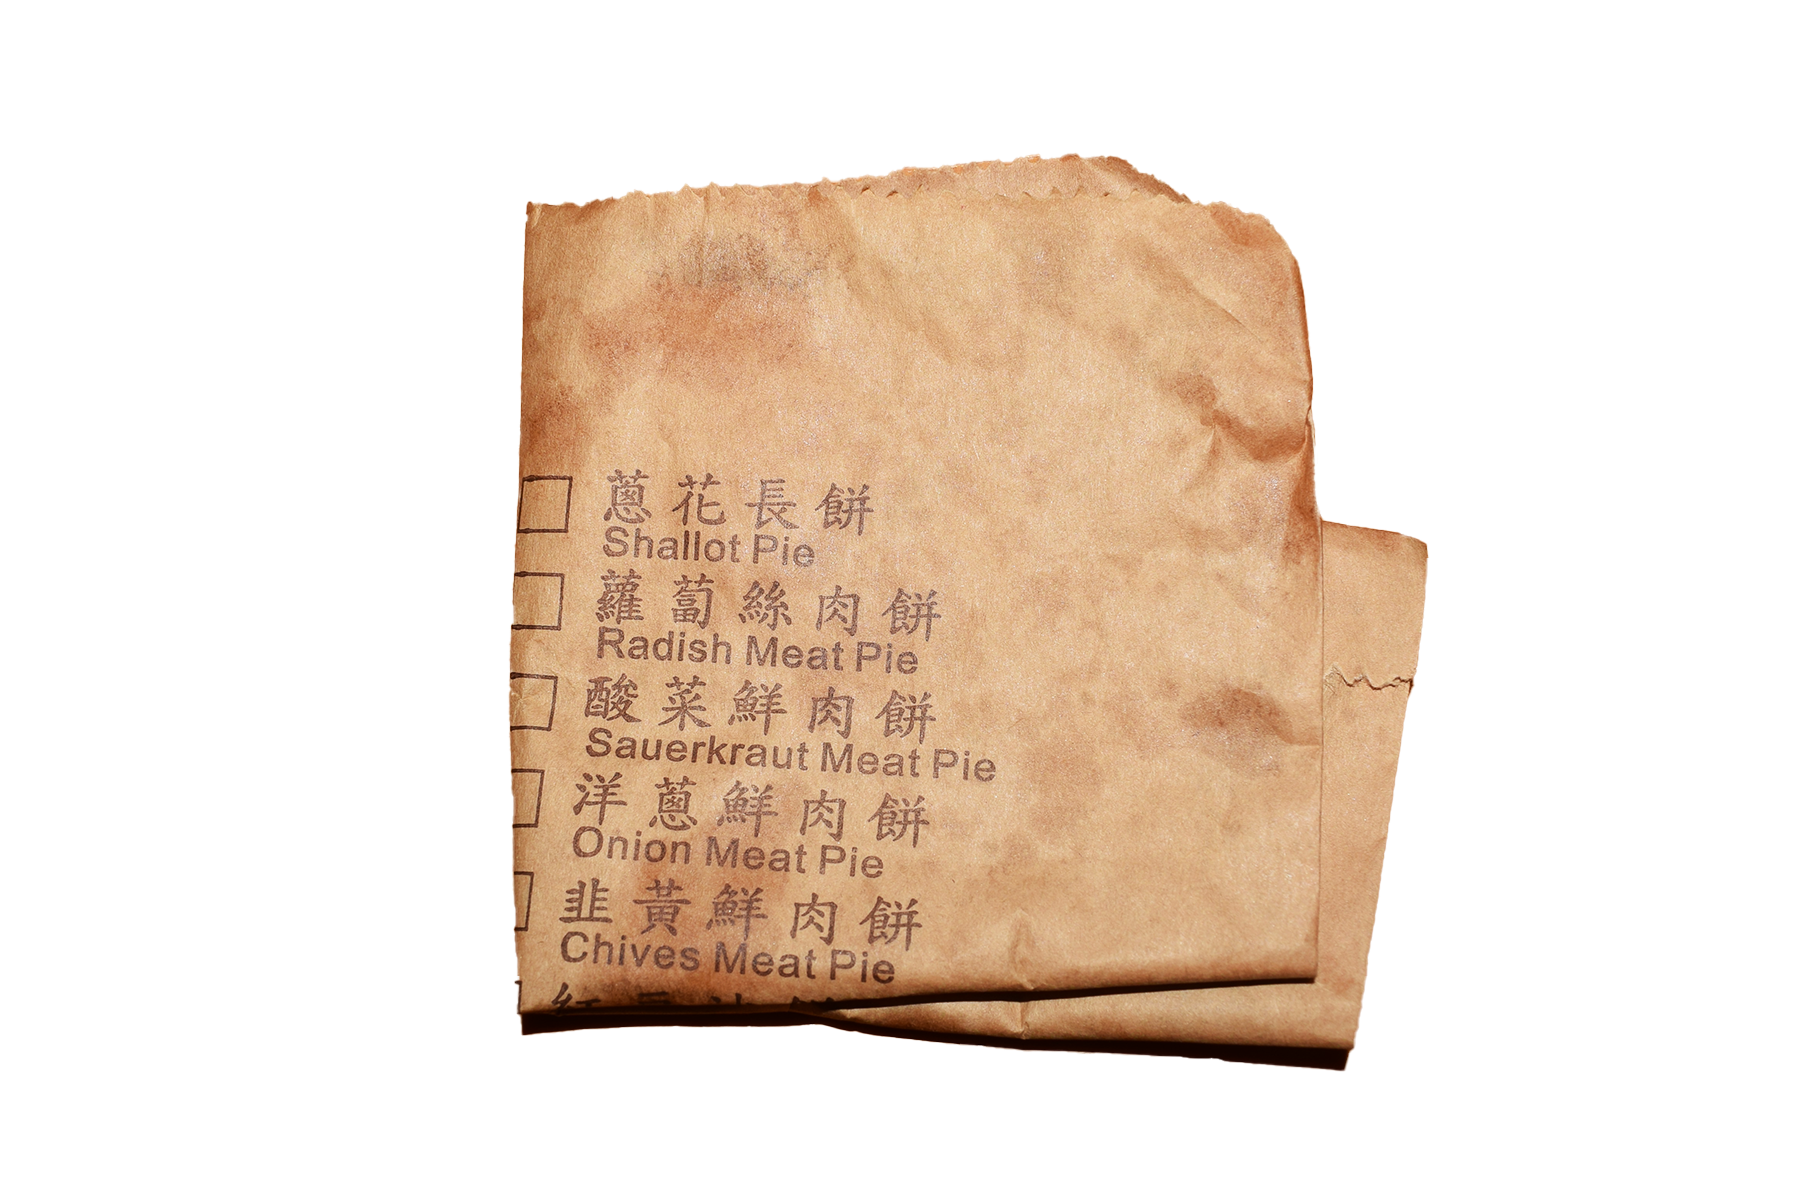 蔥花長餅
Shallot Pie
蘿蔔絲肉餅
Radish Meat Pie
酸菜鮮肉餅
Sauerkraut Meat Pie
洋蔥鮮肉餅
Onion Meat Pie
韭黃鮮肉餅
Chives Meat Pie